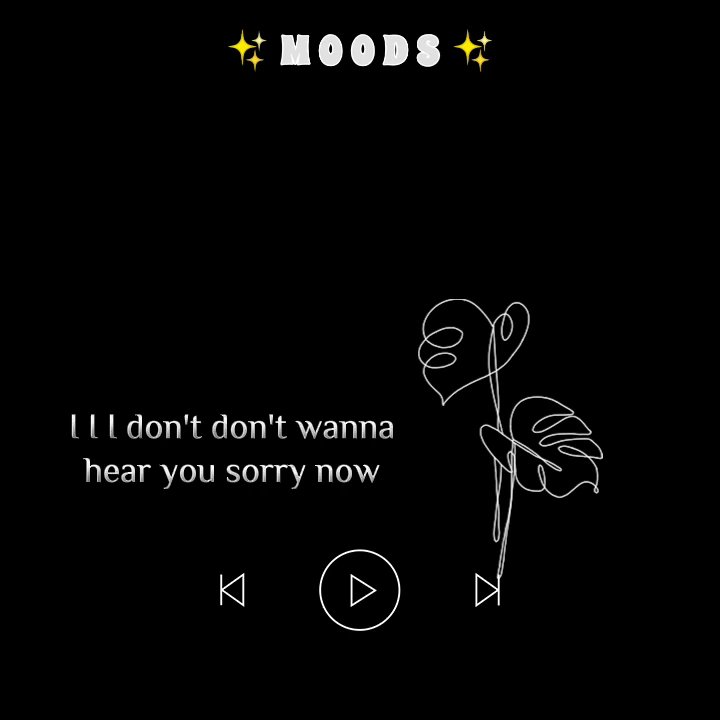 ✨MOODS✨
I I I don't don't wanna
hear you sorry now